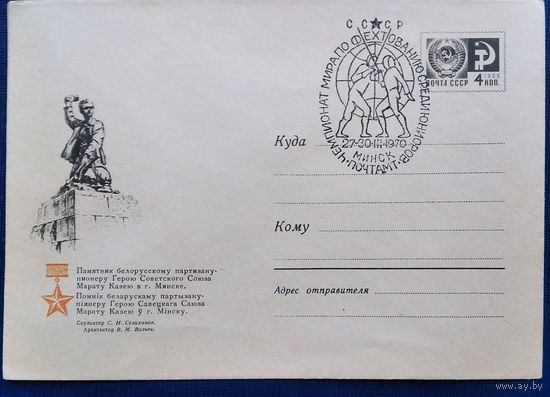 СССР
ЧЕМПИОНАТ МИРА ПО ФЕХТОВАНИЮ СРЕДИ ЮНИОРОВ
27-30·III·1970
МИНСК
ПОЧТАМТ
1966
ПОЧТА СССР 4 КОП.
Куда
Кому
Адрес отправителя
Памятник белорусскому партизану-
пионеру Герою Советского Союза
Марату Казею в г. Минске.
Помнік беларускаму партызану-
піянеру Герою Савецкага Саюза
Марату Казею ў г. Мінску.
Скульптор С. И. Селиханов.
Архитектор В. М. Волчек.
www.ay.by